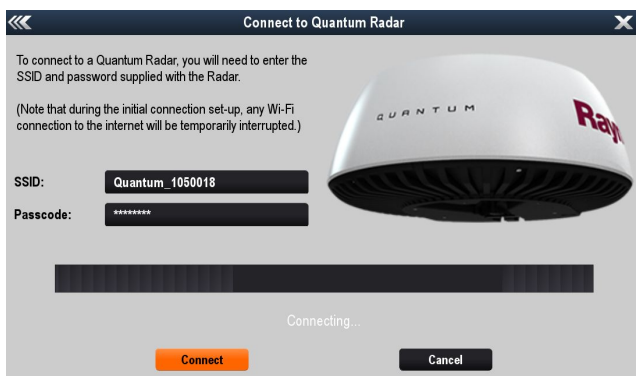 Connect to Quantum Radar
To connect to a Quantum Radar, you will need to enter the
SSID and password supplied with the Radar.
(Note that during the initial connection set-up, any Wi-Fi
connection to the internet will be temporarily interrupted.)
QUANTUM
Ray
SSID:
Quantum_1050018
Passcode:
********
Connecting...
Connect
Cancel